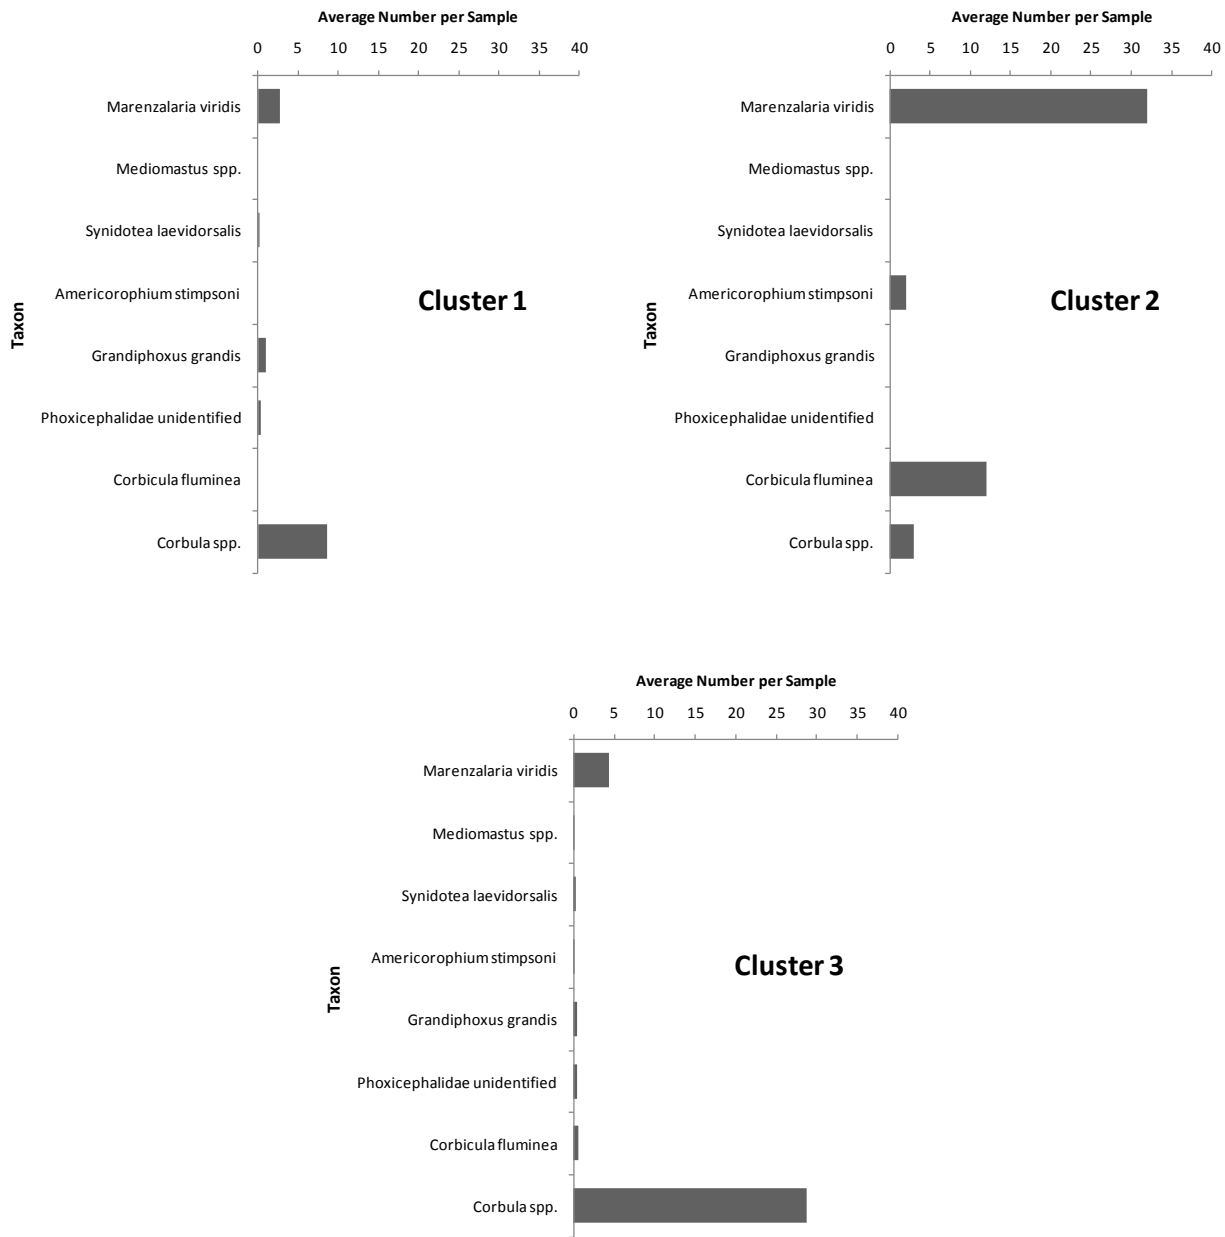 Average Number per Sample
0 5 10 15 20 25 30 35 40
Marenzalaria viridis
Mediomastus spp.
Synidotea laevidorsalis
Americorophium stimpsoni
Grandiphoxus grandis
Phoxicephalidae unidentified
Corbicula fluminea
Corbula spp.
Taxon
Cluster 1
Average Number per Sample
0 5 10 15 20 25 30 35 40
Marenzalaria viridis
Mediomastus spp.
Synidotea laevidorsalis
Americorophium stimpsoni
Grandiphoxus grandis
Phoxicephalidae unidentified
Corbicula fluminea
Corbula spp.
Taxon
Cluster 2
Average Number per Sample
0 5 10 15 20 25 30 35 40
Marenzalaria viridis
Mediomastus spp.
Synidotea laevidorsalis
Americorophium stimpsoni
Grandiphoxus grandis
Phoxicephalidae unidentified
Corbicula fluminea
Corbula spp.
Taxon
Cluster 3